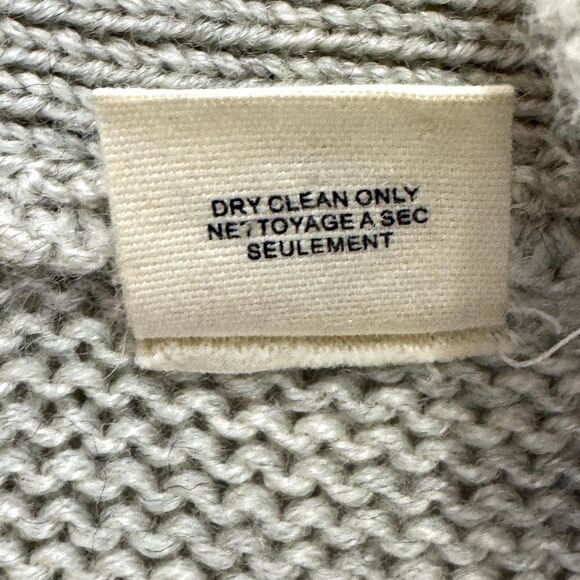 DRY CLEAN ONLY
NETTOYAGE A SEC
SEULEMENT